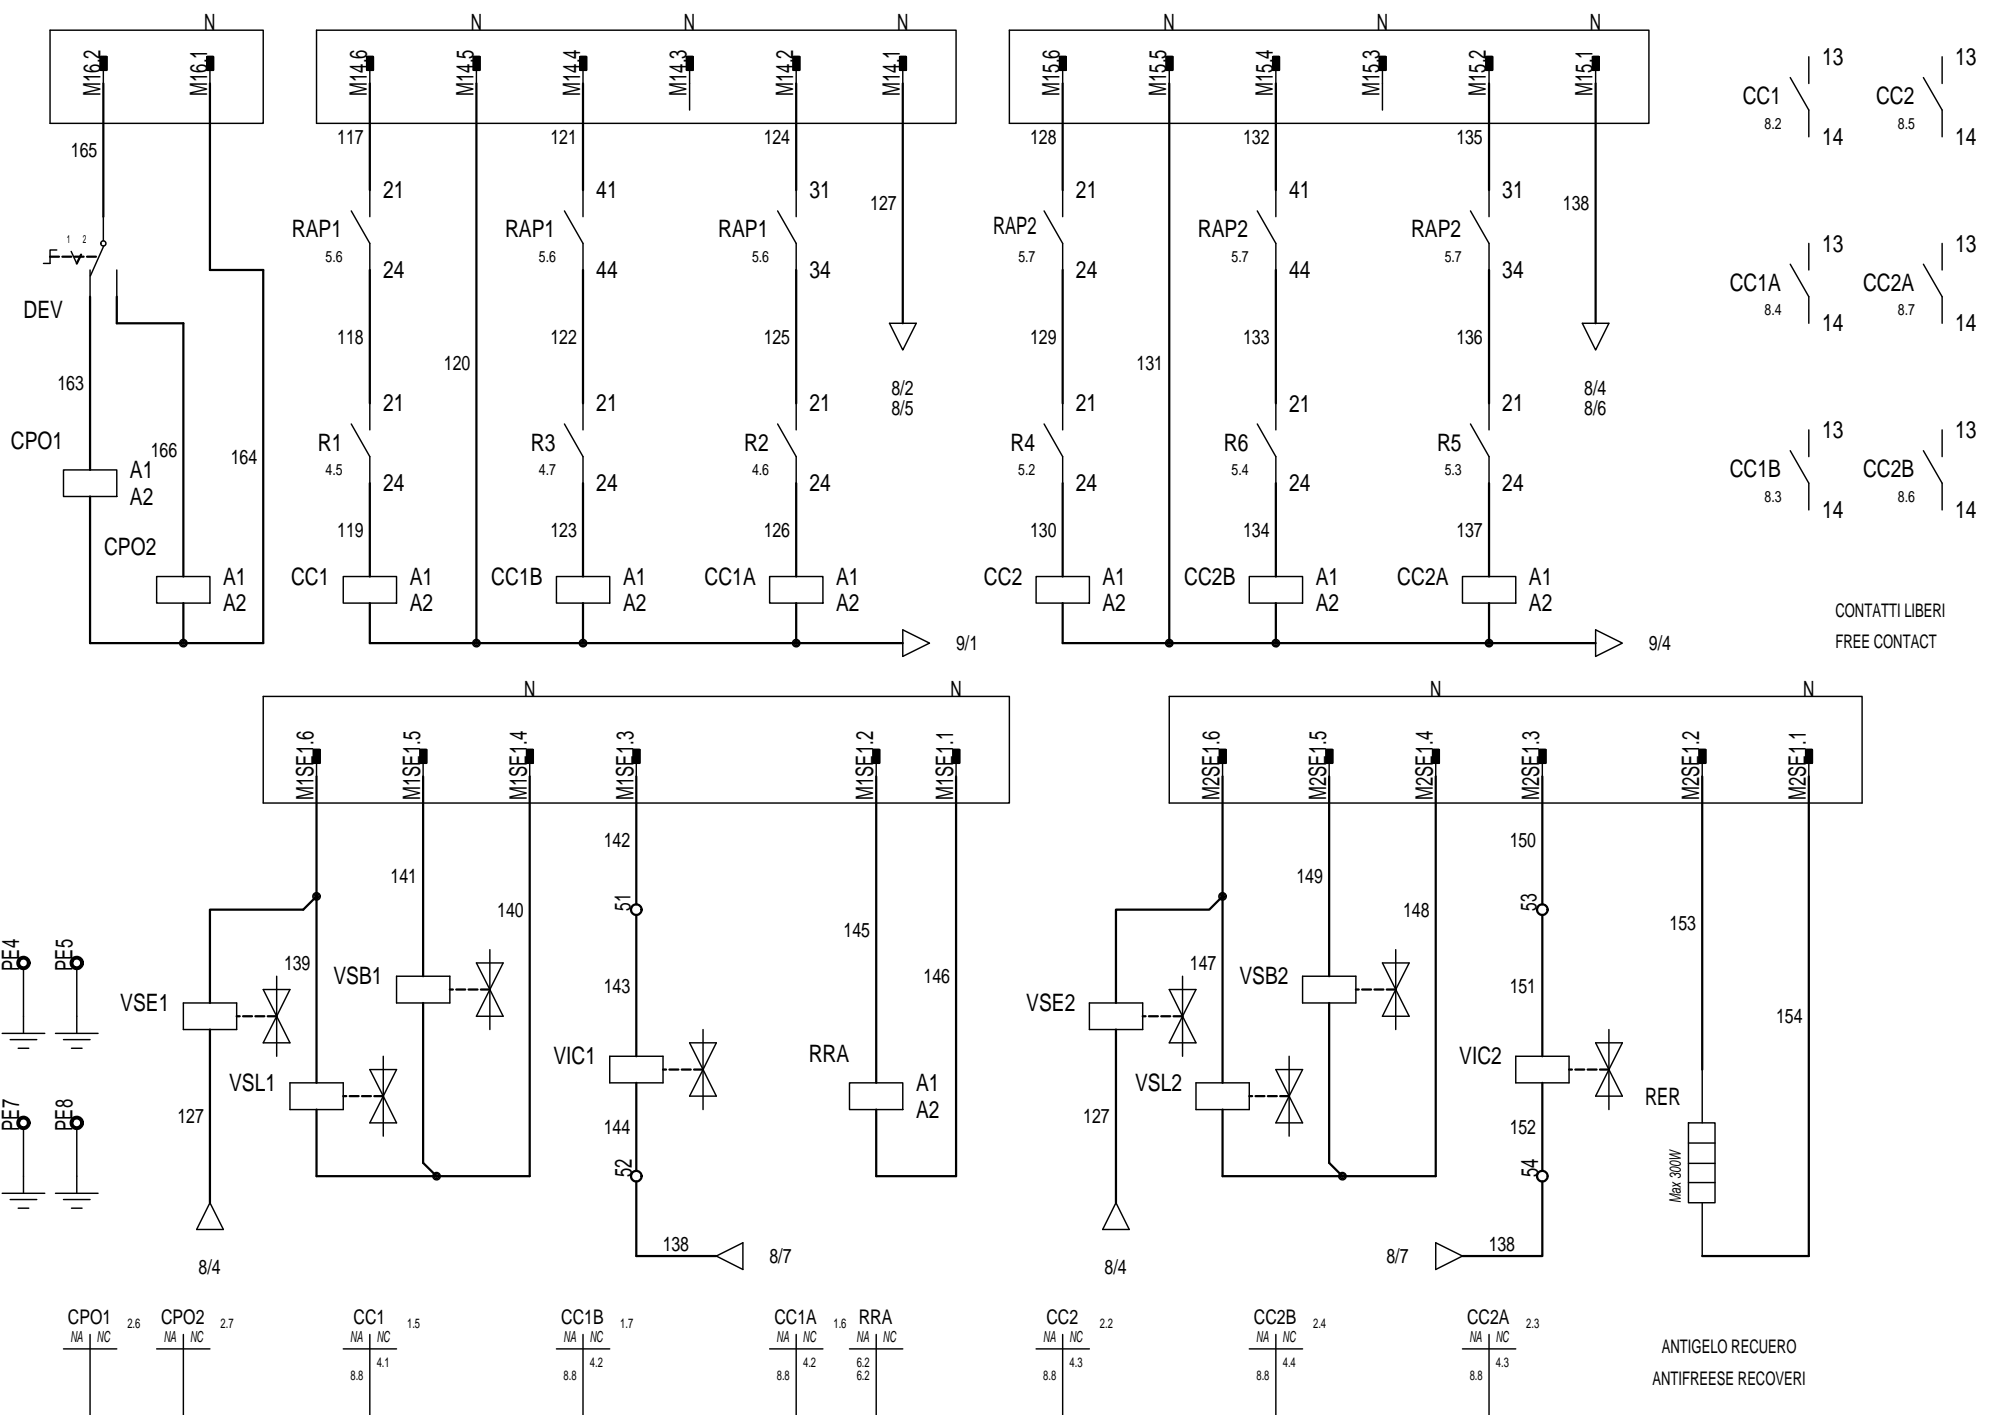 N N N N N N N
M16.2 M16.1 M14.6 M14.5 M14.4 M14.3 M14.2 M14.1 M15.6 M15.5 M15.4 M15.3 M15.2 M15.1
13 13
CC1 CC2
8.2 8.5
14 14
165 117 121 124 128 132 135
21 41 31 21 41 31
127 138
RAP1 RAP1 RAP1 RAP2 RAP2 RAP2
5.6 5.6 5.6 5.7 5.7 5.7
1 2
24 44 34 24 44 34
13 13
CC1A CC2A
8.4 8.7
14 14
DEV
118 122 125 129 133 136
120 131
163
8/2 8/4
8/5 8/6
21 21 21 21 21 21
CPO1 166 164
R1 R3 R2 R4 R6 R5
4.5 4.7 4.6 5.2 5.4 5.3
A1
A2
24 24 24 24 24 24
13 13
CC1B CC2B
8.3 8.6
14 14
119 123 126 130 134 137
CPO2
CC1 CC1B CC1A CC2 CC2B CC2A
A1 A1 A1 A1 A1 A1 A1
A2 A2 A2 A2 A2 A2 A2
CONTATTI LIBERI
FREE CONTACT
9/1 9/4
N N N N
M1SE1.6 M1SE1.5 M1SE1.4 M1SE1.3 M1SE1.2 M1SE1.1 M2SE1.6 M2SE1.5 M2SE1.4 M2SE1.3 M2SE1.2 M2SE1.1
142 150
141 149
51 53
140 148
145 153
PE4 PE5
139 147
VSB1 VSB2
143 146 151
VSE1 VSE2
154
VIC1 RRA VIC2
VSL1 VSL2
A1
A2
RER
PE7 PE8
127 144 127 152
52 54
Max 300W
138 138
8/4 8/7 8/4 8/7
CPO1 2.6 CPO2 2.7 CC1 1.5 CC1B 1.7 CC1A 1.6 RRA CC2 2.2 CC2B 2.4 CC2A 2.3
NA NC NA NC NA NC NA NC NA NC NA NC NA NC NA NC NA NC
4.1 4.2 4.2 6.2 4.3 4.4 4.3
8.8 8.8 8.8 6.2 8.8 8.8 8.8
ANTIGELO RECUERO
ANTIFREESE RECOVERI